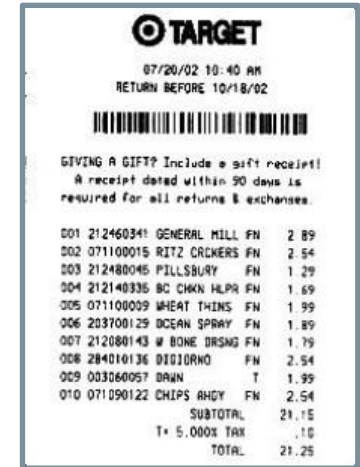 TARGET
07/20/02 10:40 AM
RETURN BEFORE 10/18/02
GIVING A GIFT? Include a gift receipt!
A receipt dated within 90 days is
required for all returns & exchanges.
001 212460341 GENERAL MILL FN 2.89
002 071100015 RITZ CRCKERS FN 2.54
003 212480045 PILLSBURY FN 1.29
004 212140335 BC CHKN HLPR FN 1.69
005 071100009 WHEAT THINS FN 1.99
006 203700129 OCEAN SPRAY FN 1.89
007 212080143 W BONE DRSNG FN 1.79
008 284010136 DIGIORNO FN 2.54
009 003060057 DAWN T 1.99
010 071090122 CHIPS AHOY FN 2.54
SUBTOTAL 21.15
T= 5.000% TAX .10
TOTAL 21.25